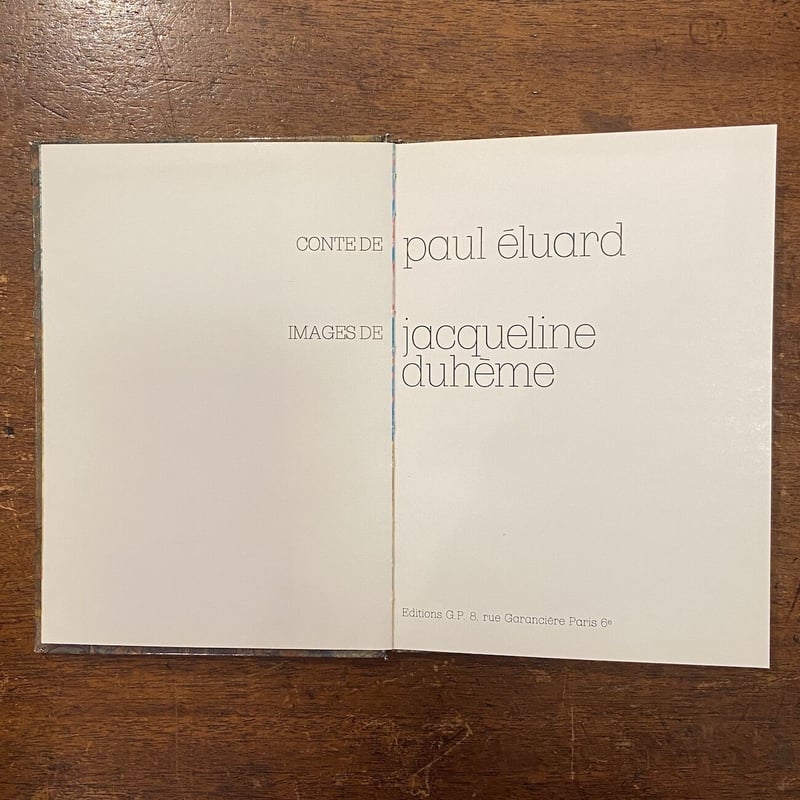 CONTE DE paul éluard
IMAGES DE jacqueline
duhème
Editions G.P. 8, rue Garancière Paris 6e